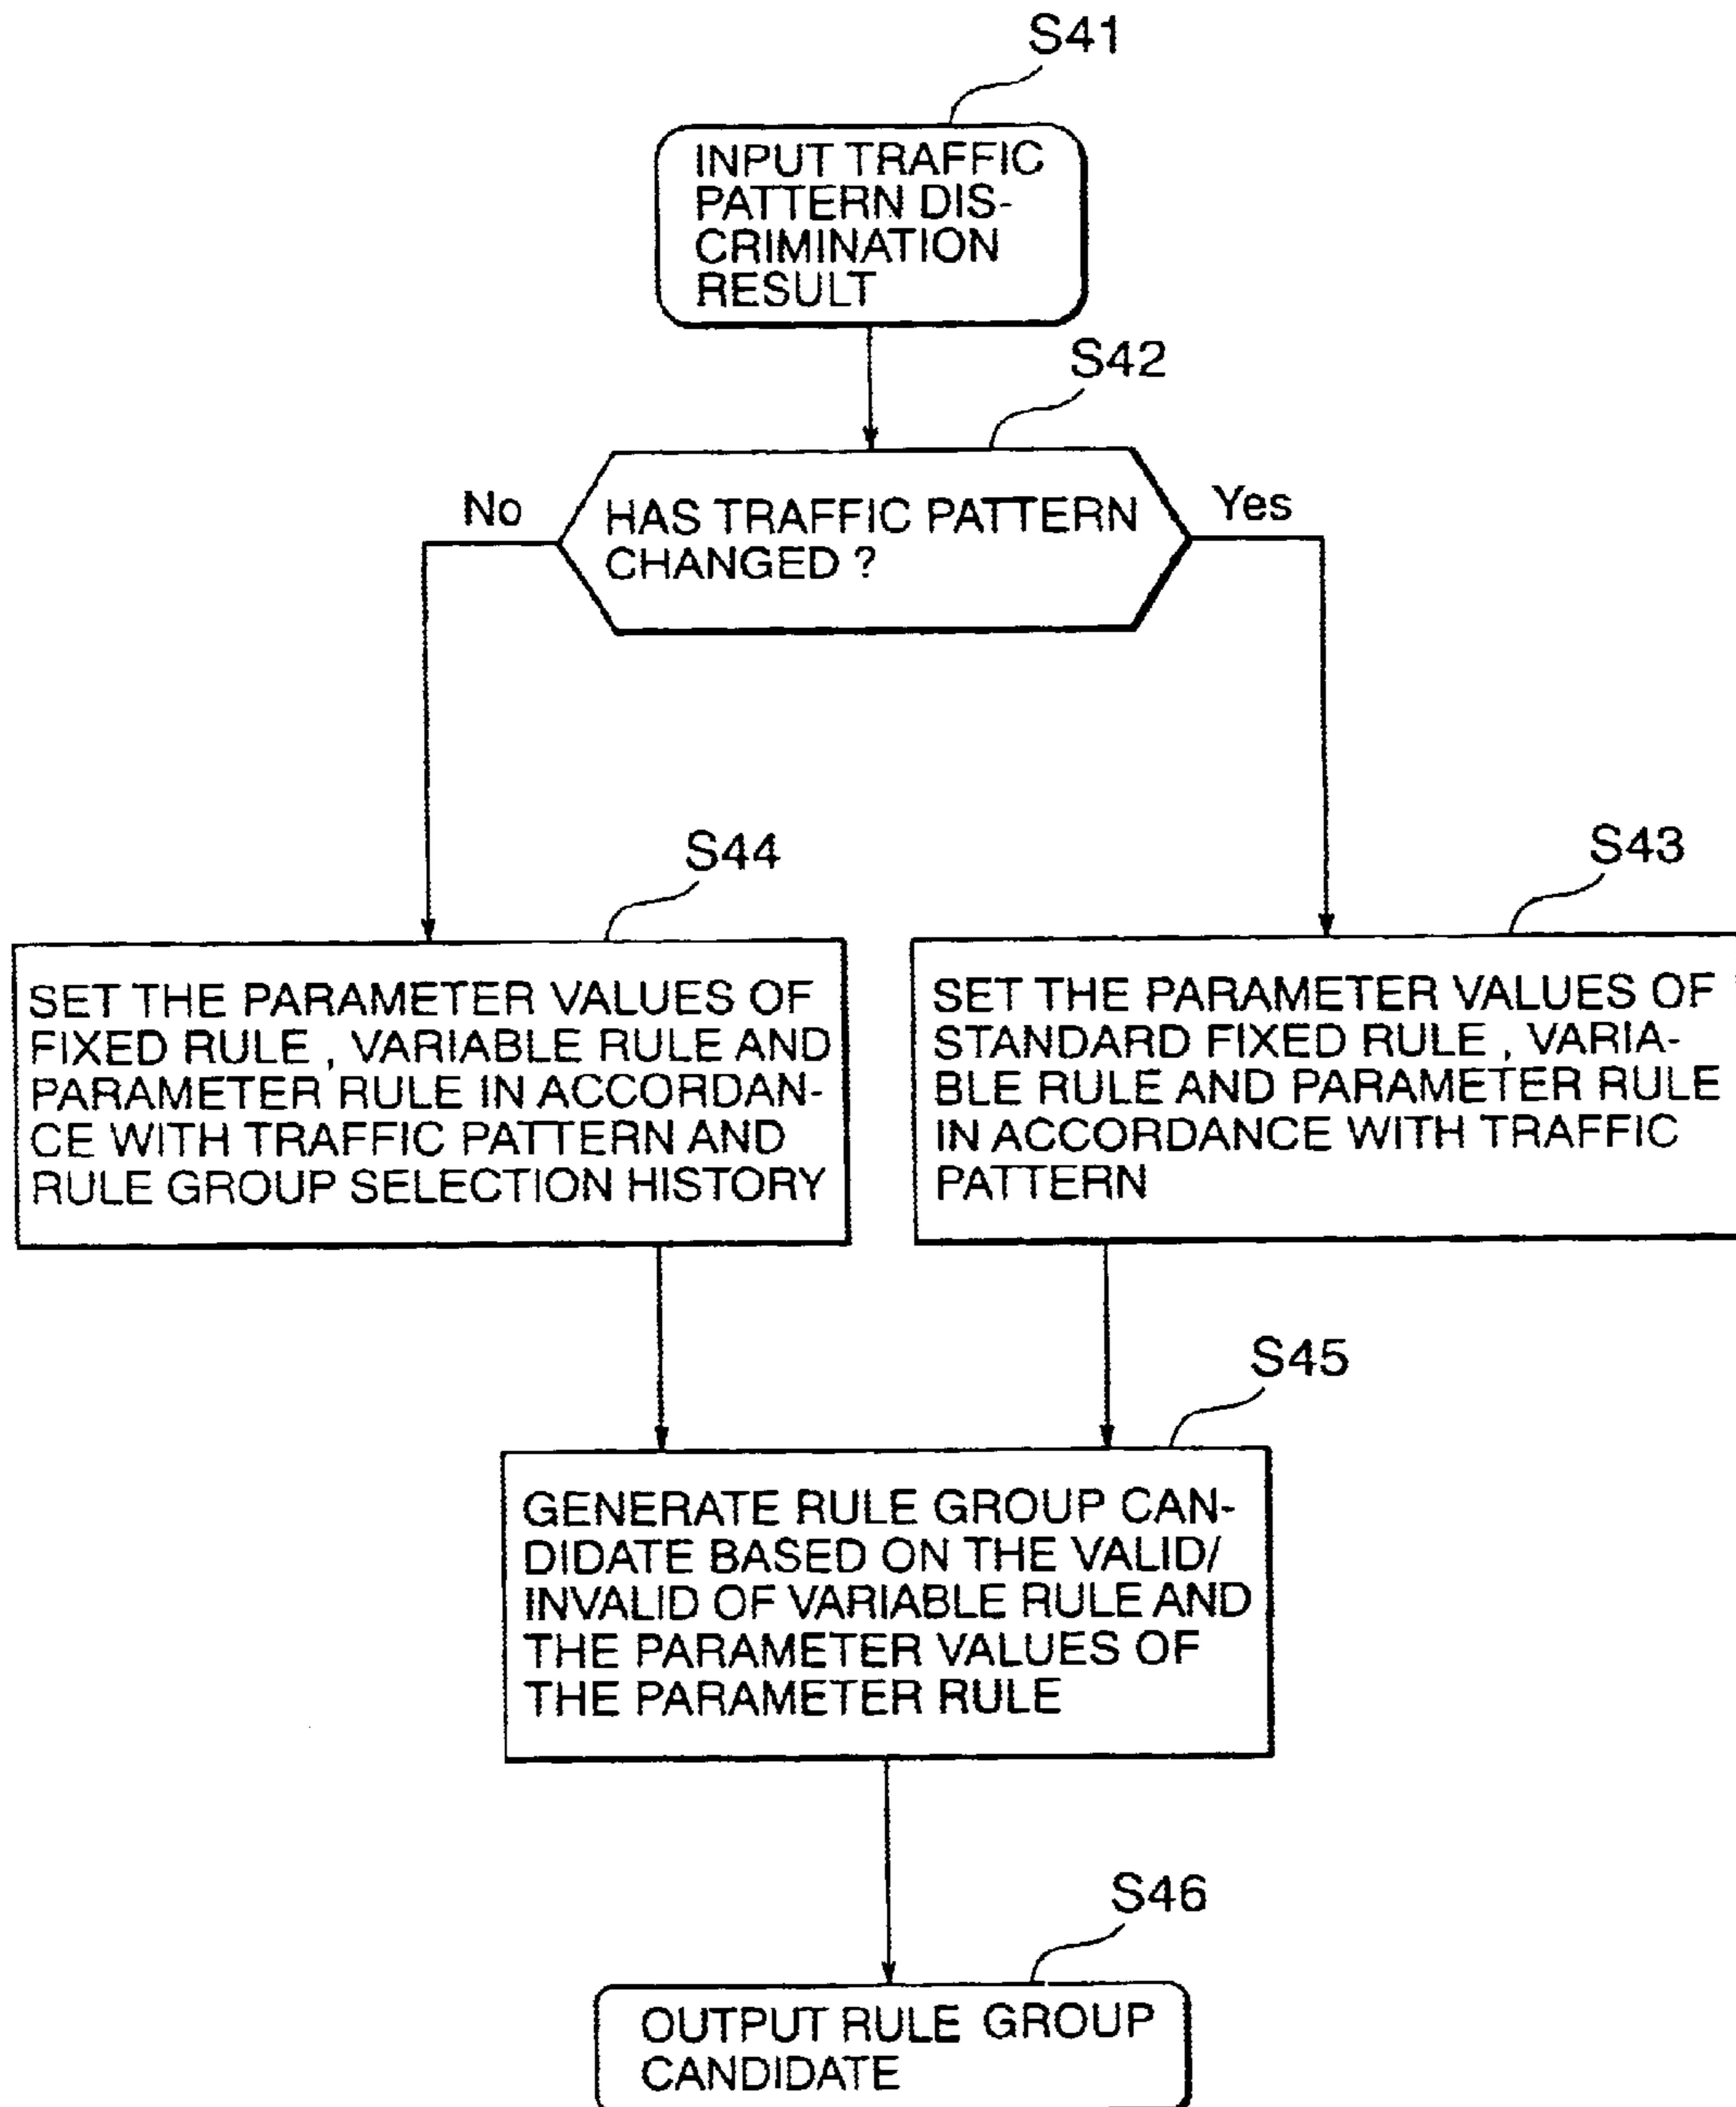 S41
INPUT TRAFFIC
PATTERN DIS-
CRIMINATION
RESULT
S42
No
HAS TRAFFIC PATTERN
CHANGED ?
Yes
S44
SET THE PARAMETER VALUES OF
FIXED RULE , VARIABLE RULE AND
PARAMETER RULE IN ACCORDAN-
CE WITH TRAFFIC PATTERN AND
RULE GROUP SELECTION HISTORY
S43
SET THE PARAMETER VALUES OF
STANDARD FIXED RULE , VARIA-
BLE RULE AND PARAMETER RULE
IN ACCORDANCE WITH TRAFFIC
PATTERN
S45
GENERATE RULE GROUP CAN-
DIDATE BASED ON THE VALID/
INVALID OF VARIABLE RULE AND
THE PARAMETER VALUES OF
THE PARAMETER RULE
S46
OUTPUT RULE GROUP
CANDIDATE